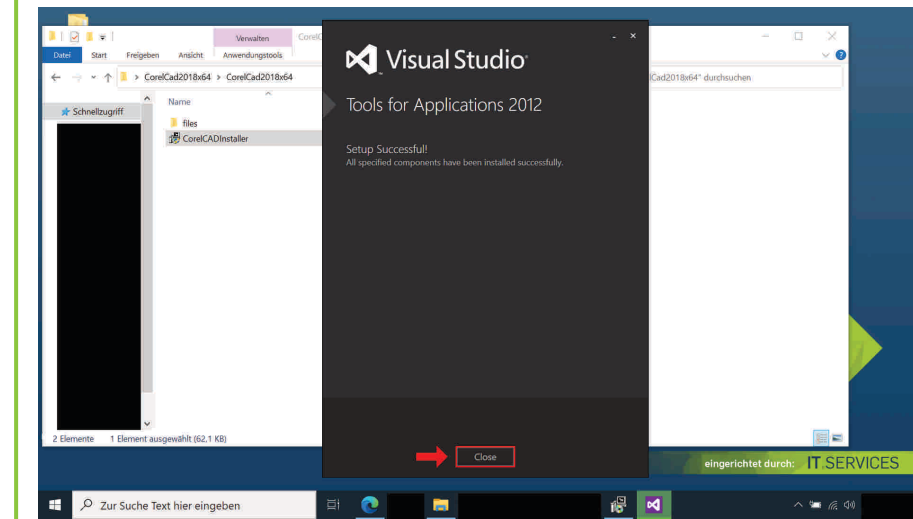 Verwalten
CorelC
Datei Start Freigeben Ansicht Anwendungstools
CorelCad2018x64 > CorelCad2018x64
lCad2018x64" durchsuchen
Schnellzugriff
Name
files
CorelCADInstaller
2 Elemente 1 Element ausgewählt (62,1 KB)
Visual Studio
Tools for Applications 2012
Setup Successful!
All specified components have been installed successfully.
Close
eingerichtet durch: IT.SERVICES
Zur Suche Text hier eingeben